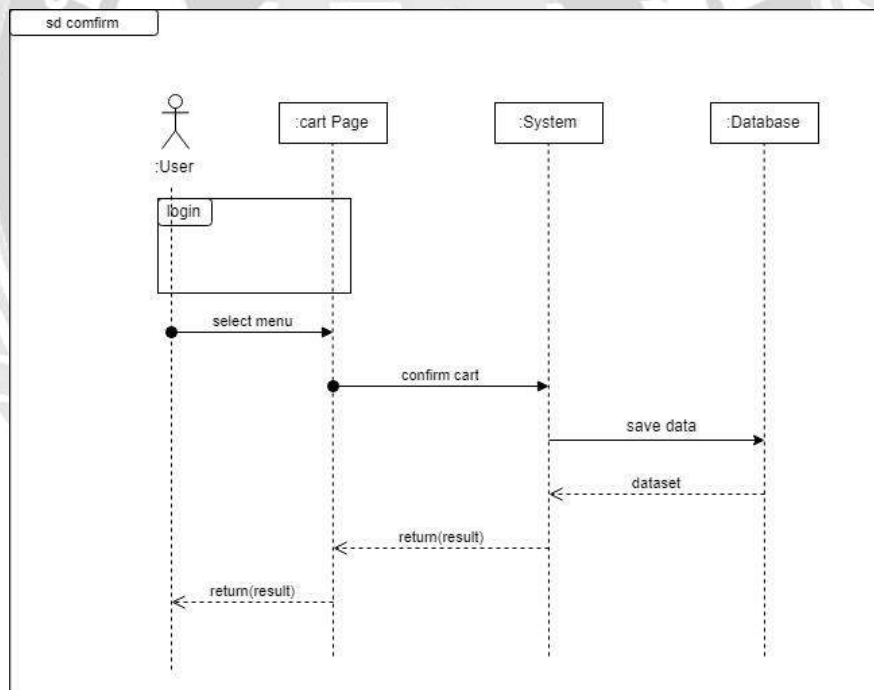 sd comfirm
:User
:cart Page
:System
:Database
login
select menu
confirm cart
save data
dataset
return(result)
return(result)